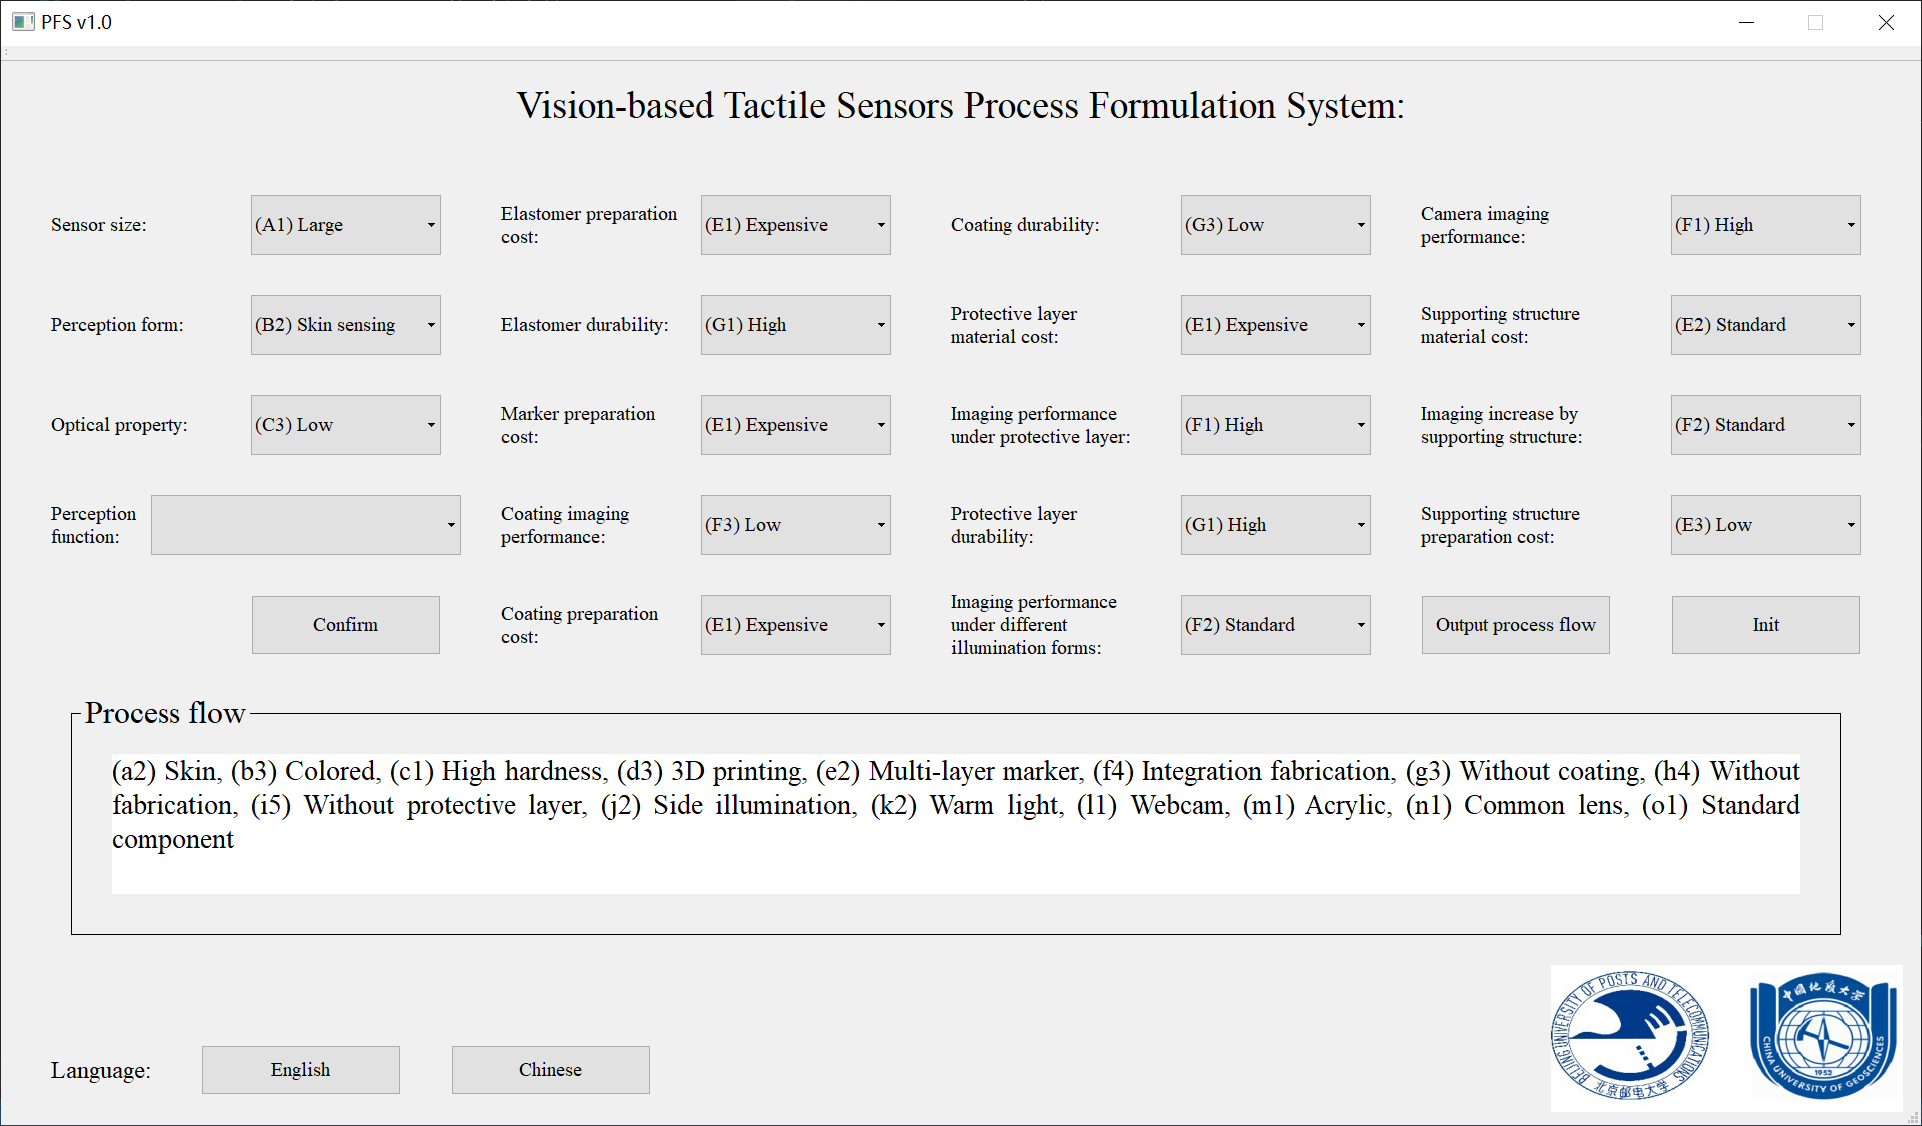 PFS v1.0
Vision-based Tactile Sensors Process Formulation System:
Sensor size:
(A1) Large
Elastomer preparation
cost:
(E1) Expensive
Coating durability:
(G3) Low
Camera imaging
performance:
(F1) High
Perception form:
(B2) Skin sensing
Elastomer durability:
(G1) High
Protective layer
material cost:
(E1) Expensive
Supporting structure
material cost:
(E2) Standard
Optical property:
(C3) Low
Marker preparation
cost:
(E1) Expensive
Imaging performance
under protective layer:
(F1) High
Imaging increase by
supporting structure:
(F2) Standard
Perception
function:
Coating imaging
performance:
(F3) Low
Protective layer
durability:
(G1) High
Supporting structure
preparation cost:
(E3) Low
Confirm
Coating preparation
cost:
(E1) Expensive
Imaging performance
under different
illumination forms:
(F2) Standard
Output process flow
Init
Process flow
(a2) Skin, (b3) Colored, (c1) High hardness, (d3) 3D printing, (e2) Multi-layer marker, (f4) Integration fabrication, (g3) Without coating, (h4) Without
fabrication, (i5) Without protective layer, (j2) Side illumination, (k2) Warm light, (l1) Webcam, (m1) Acrylic, (n1) Common lens, (o1) Standard
component
Language:
English
Chinese
BEIJING UNIVERSITY OF POSTS AND TELECOMMUNICATIONS
北京邮电大学
中国地质大学
CHINA UNIVERSITY OF GEOSCIENCES
1952